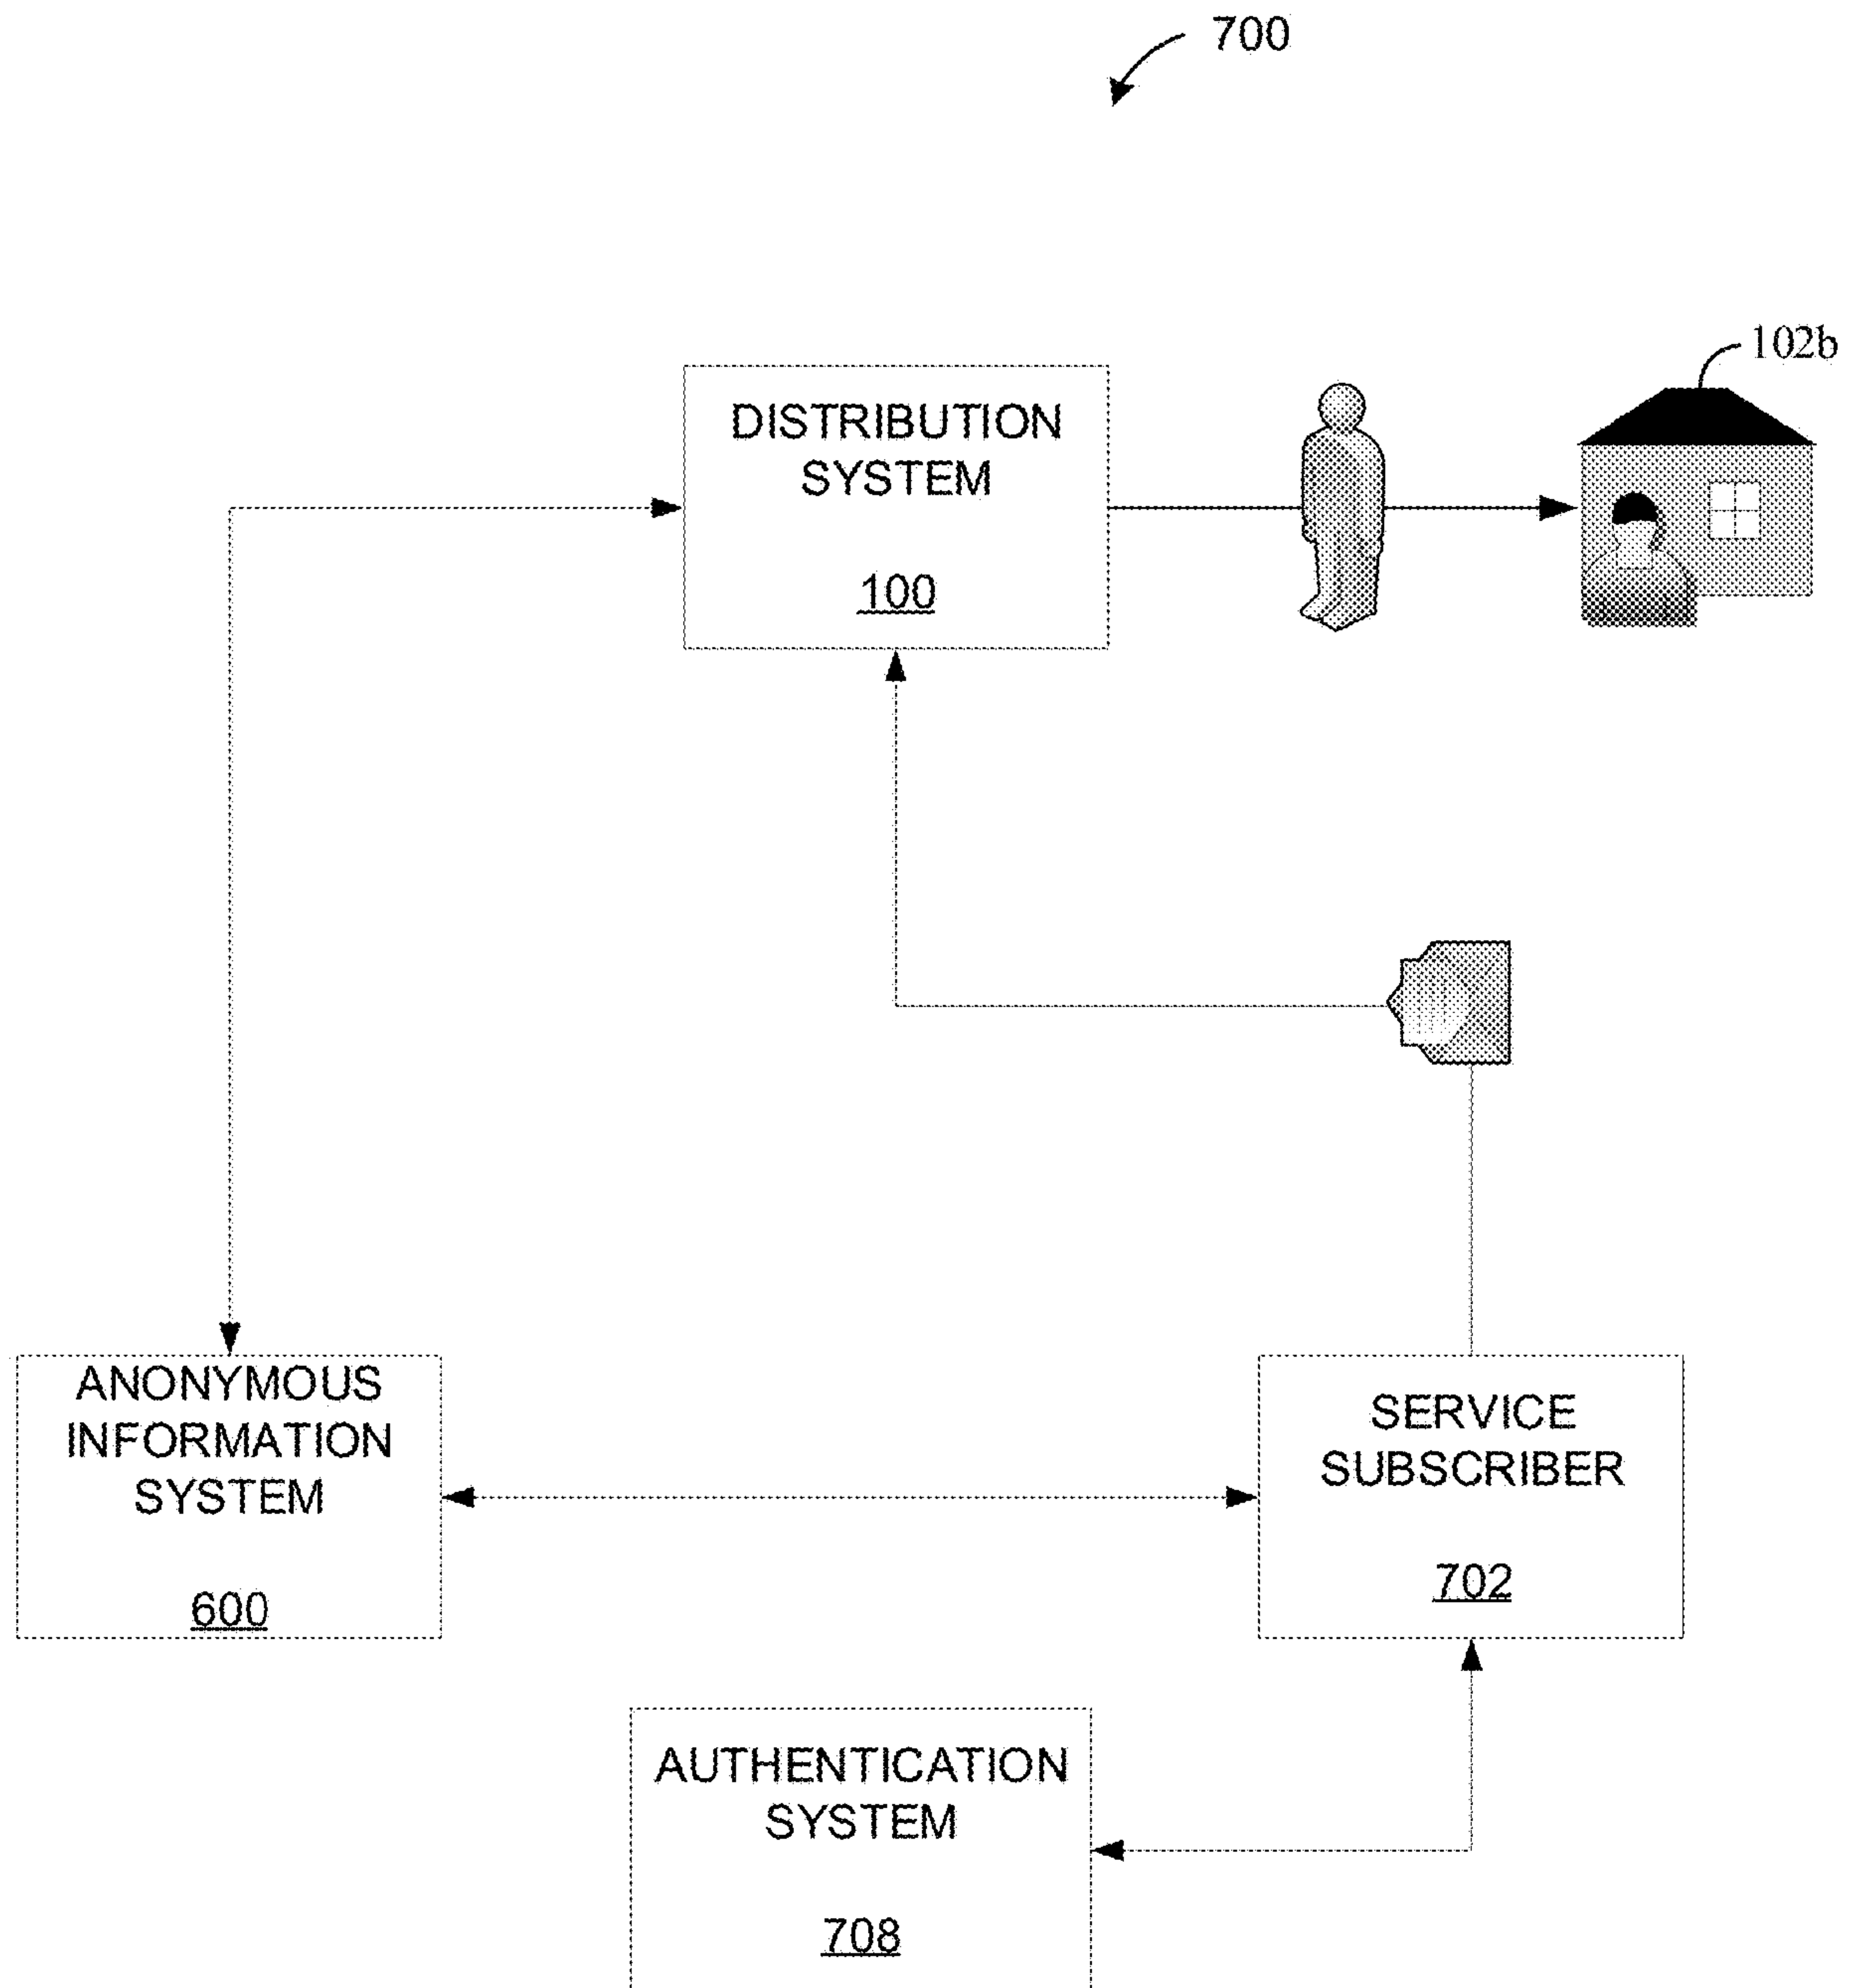 700
102b
DISTRIBUTION
SYSTEM
100
ANONYMOUS
INFORMATION
SYSTEM
600
SERVICE
SUBSCRIBER
702
AUTHENTICATION
SYSTEM
708